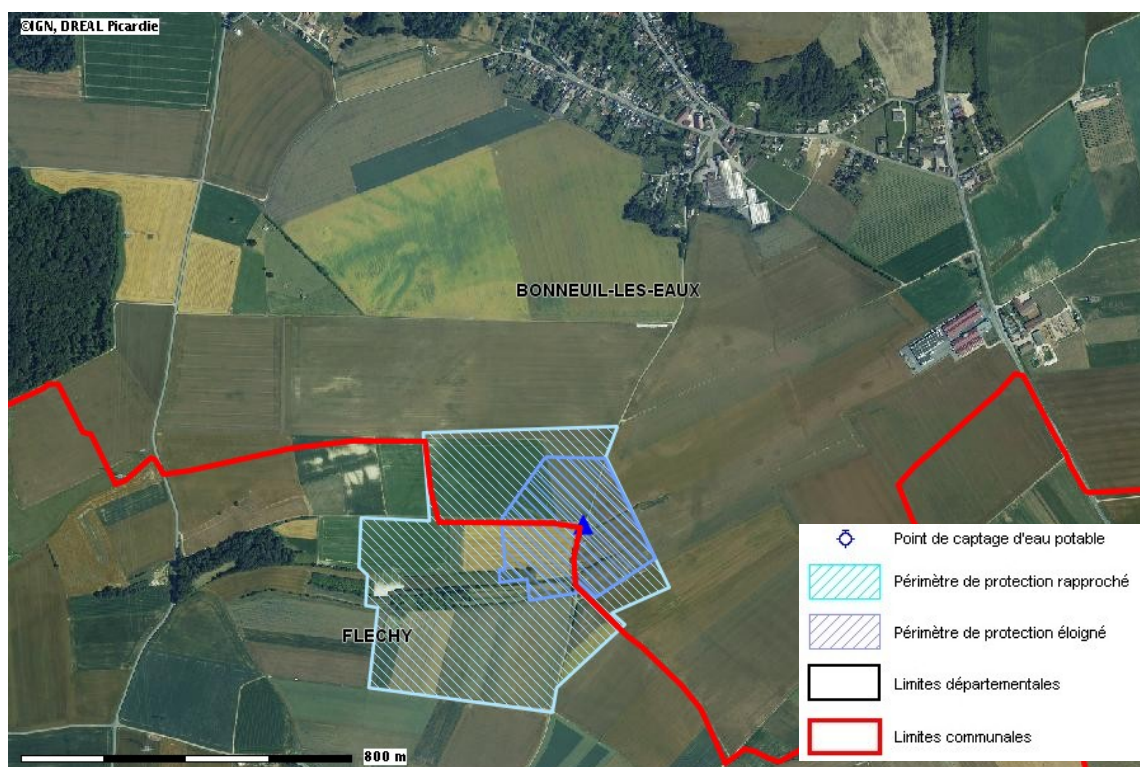 ©IGN, DREAL Picardie
BONNEUIL-LES-EAUX
FLECHY
Point de captage d'eau potable
Périmètre de protection rapproché
Périmètre de protection éloigné
Limites départementales
Limites communales
800 m